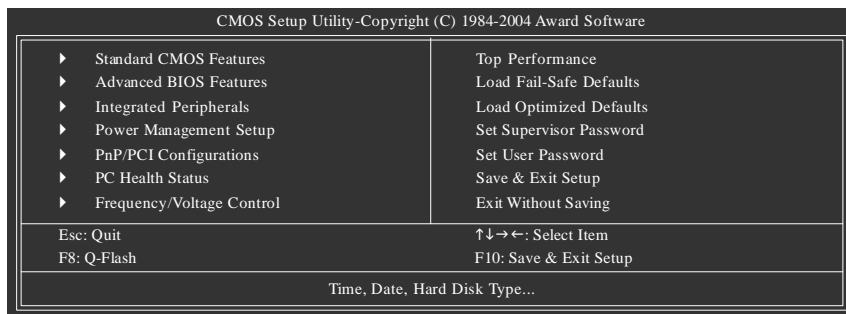 CMOS Setup Utility-Copyright (C) 1984-2004 Award Software
Standard CMOS Features
Advanced BIOS Features
Integrated Peripherals
Power Management Setup
PnP/PCI Configurations
PC Health Status
Frequency/Voltage Control
Top Performance
Load Fail-Safe Defaults
Load Optimized Defaults
Set Supervisor Password
Set User Password
Save & Exit Setup
Exit Without Saving
Esc: Quit
↑↓→←: Select Item
F8: Q-Flash
F10: Save & Exit Setup
Time, Date, Hard Disk Type...